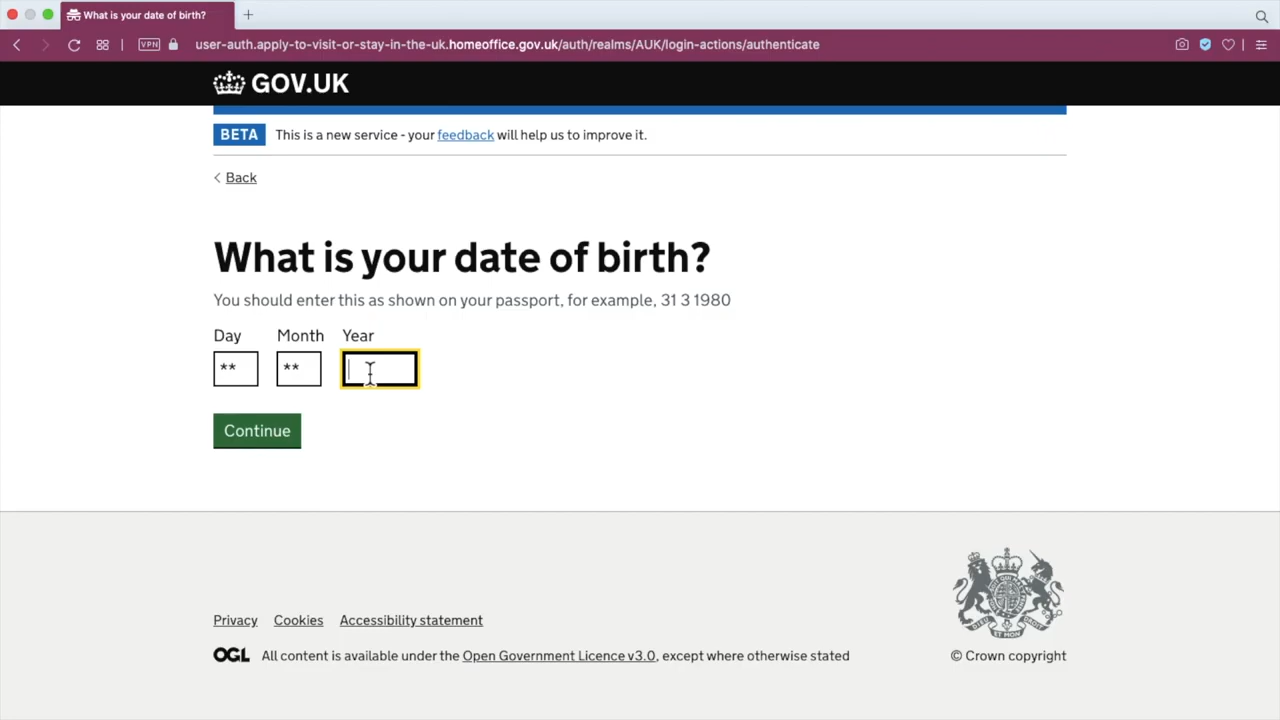 What is your date of birth?
VPN
user-auth.apply-to-visit-or-stay-in-the-uk.homeoffice.gov.uk/auth/realms/AUK/login-actions/authenticate
GOV.UK
BETA This is a new service - your feedback will help us to improve it.
Back
What is your date of birth?
You should enter this as shown on your passport, for example, 31 3 1980
Day Month Year
** **
Continue
Privacy Cookies Accessibility statement
OGL All content is available under the Open Government Licence v3.0, except where otherwise stated
© Crown copyright